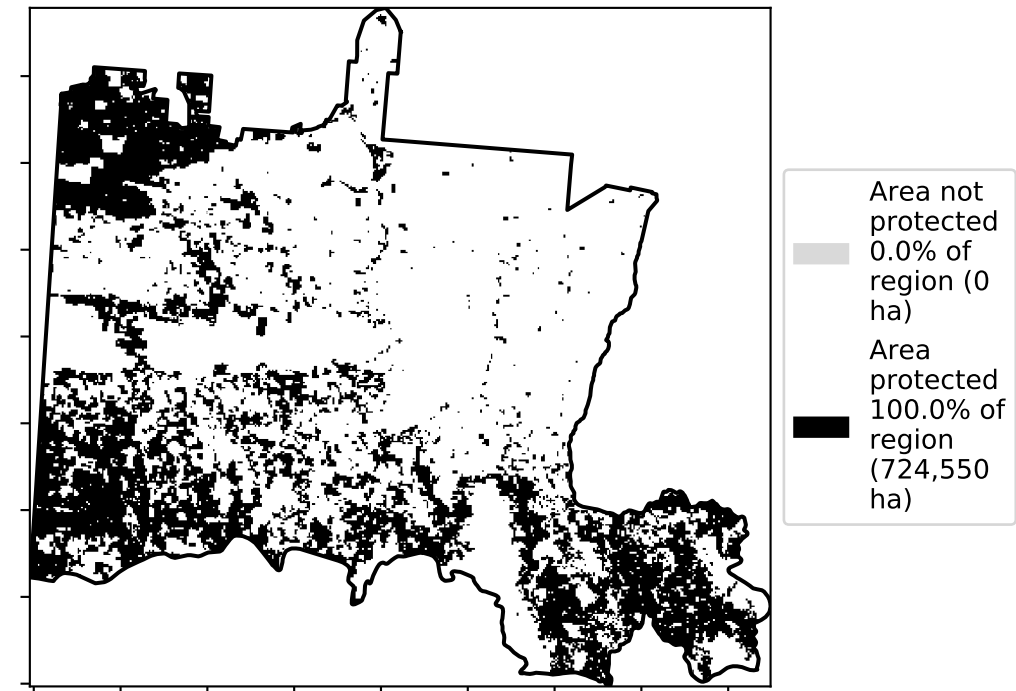 Area not
protected
0.0% of
region (0
ha)
Area
protected
100.0% of
region
(724,550
ha)